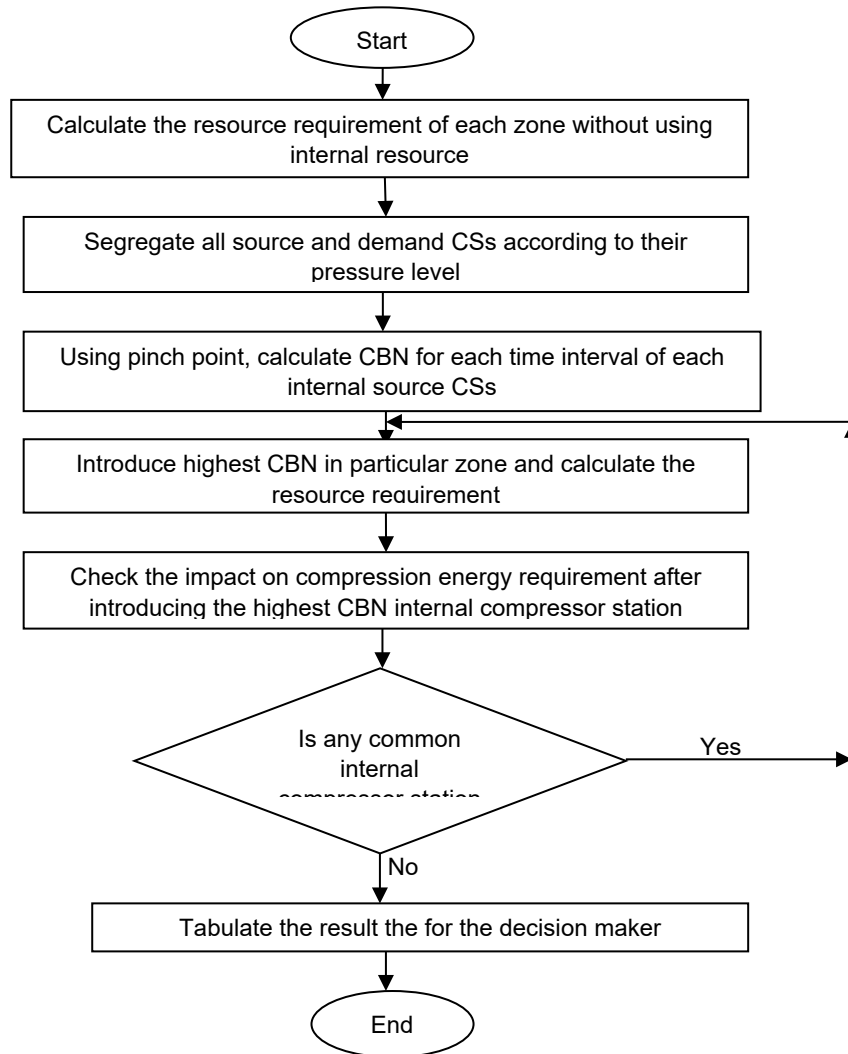 Start
Calculate the resource requirement of each zone without using
internal resource
Segregate all source and demand CSs according to their
pressure level
Using pinch point, calculate CBN for each time interval of each
internal source CSs
Introduce highest CBN in particular zone and calculate the
resource requirement
Check the impact on compression energy requirement after
introducing the highest CBN internal compressor station
Is any common
internal
compressor station
Yes
No
Tabulate the result the for the decision maker
End